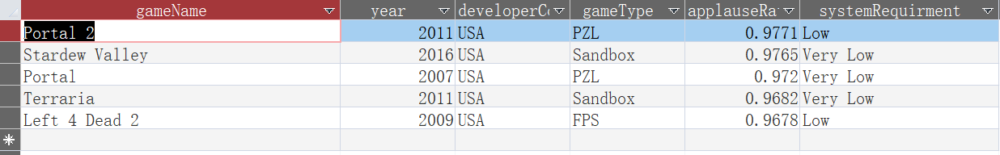 gameName year developerCo gameType applauseRa systemRequirment
Portal 2 2011 USA PZL 0.9771 Low
Stardew Valley 2016 USA Sandbox 0.9765 Very Low
Portal 2007 USA PZL 0.972 Very Low
Terraria 2011 USA Sandbox 0.9682 Very Low
Left 4 Dead 2 2009 USA FPS 0.9678 Low